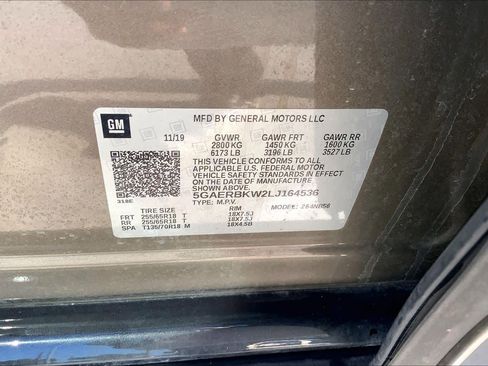 GM
MFD BY GENERAL MOTORS LLC
11/19 GVWR GAWR FRT GAWR RR
2800 KG 1450 KG 1600 KG
6173 LB 3196 LB 3527 LB
THIS VEHICLE CONFORMS TO ALL
APPLICABLE U.S. FEDERAL MOTOR
VEHICLE SAFETY STANDARDS IN EFFECT
ON THE DATE OF MANUFACTURE
SHOWN ABOVE.
5GAERBKW2LJ164536
318E
TYPE: M.P.V. MODEL:
TIRE SIZE RIM
FRT 255/65R18 T 18X7.5J
RR 255/65R18 T 18X7.5J
SPA T135/70R18 M 18X4.5B